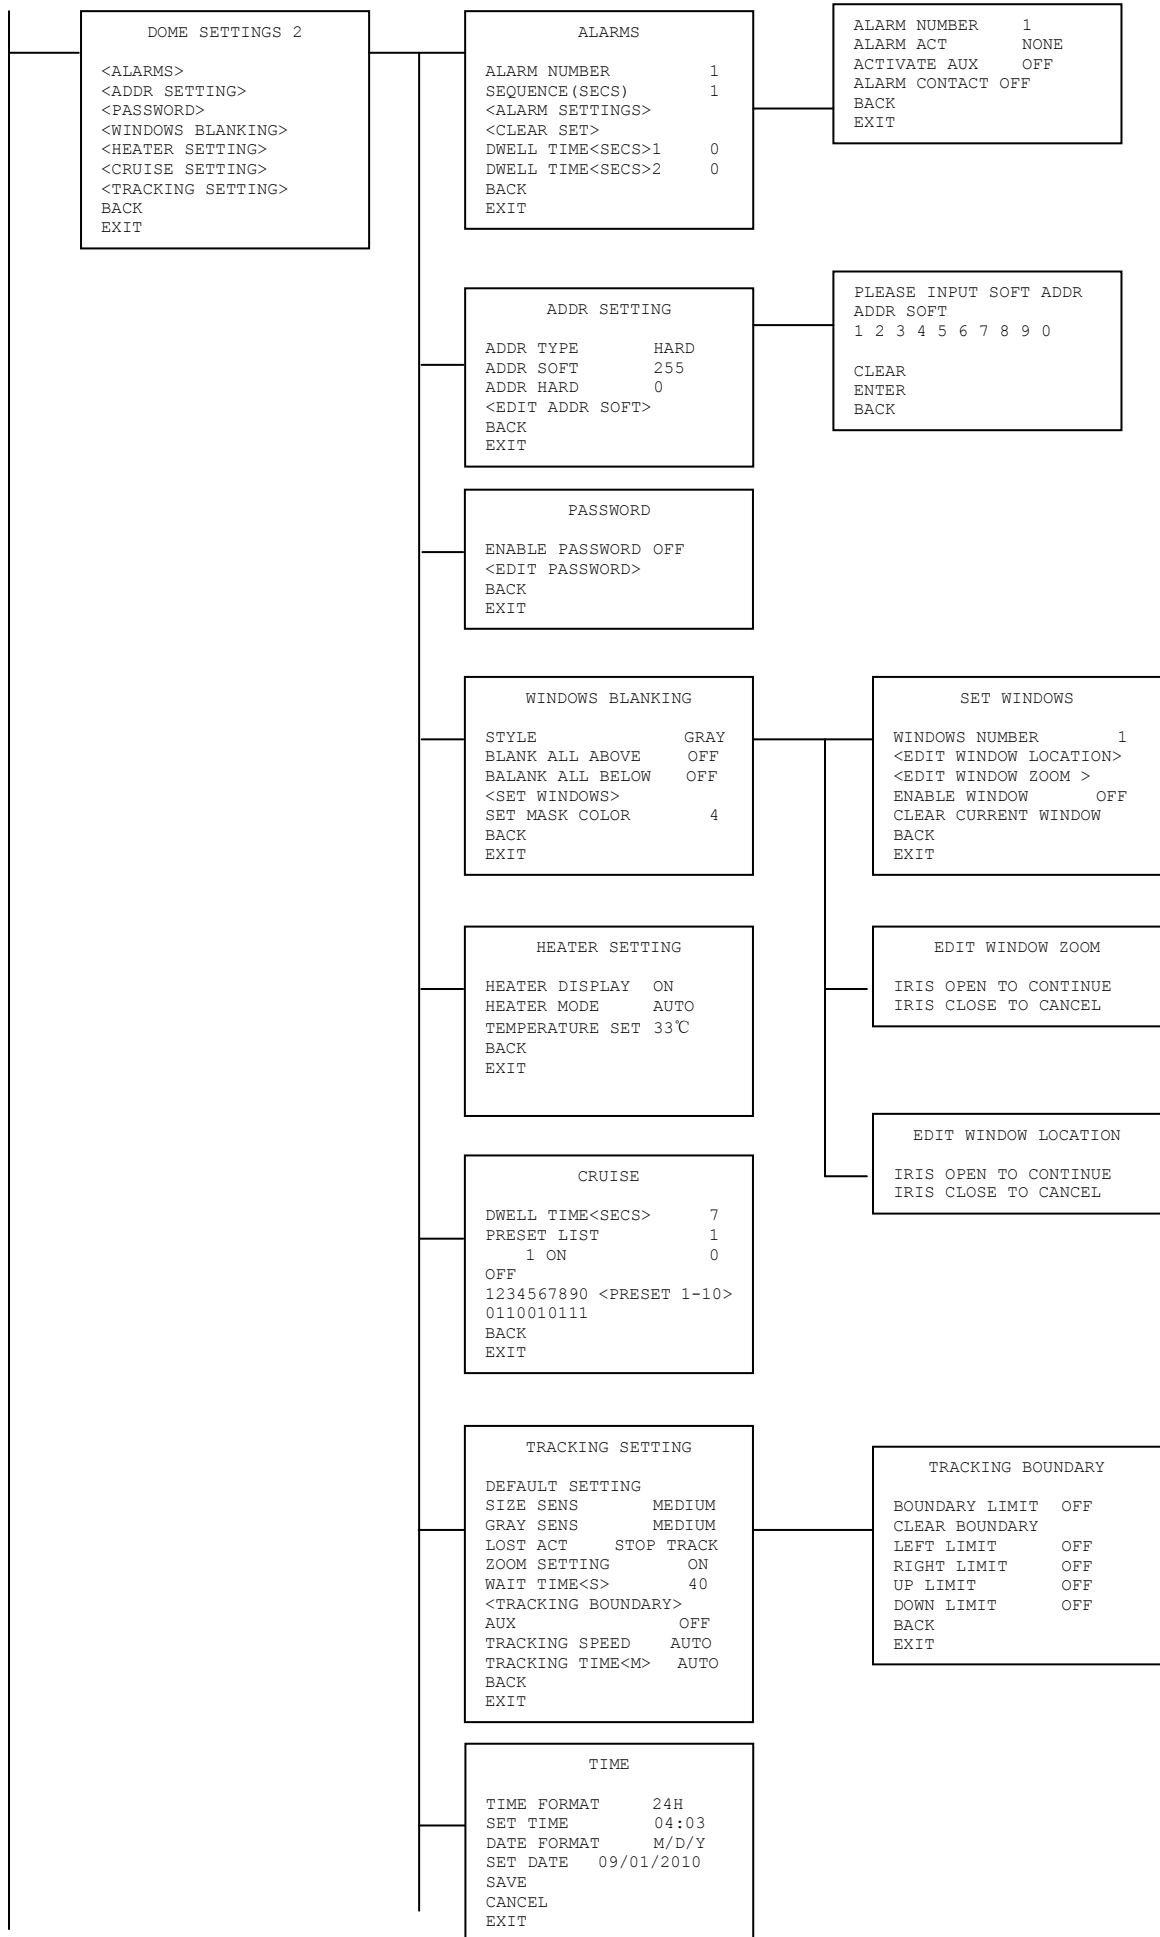 DOME SETTINGS 2
<ALARMS>
<ADDR SETTING>
<PASSWORD>
<WINDOWS BLANKING>
<HEATER SETTING>
<CRUISE SETTING>
<TRACKING SETTING>
BACK
EXIT
ALARMS
ALARM NUMBER 1
SEQUENCE(SECS) 1
<ALARM SETTINGS>
<CLEAR SET>
DWELL TIME<SECS>1 0
DWELL TIME<SECS>2 0
BACK
EXIT
ALARM NUMBER 1
ALARM ACT NONE
ACTIVATE AUX OFF
ALARM CONTACT OFF
BACK
EXIT
ADDR SETTING
ADDR TYPE HARD
ADDR SOFT 255
ADDR HARD 0
<EDIT ADDR SOFT>
BACK
EXIT
PLEASE INPUT SOFT ADDR
ADDR SOFT
1 2 3 4 5 6 7 8 9 0
CLEAR
ENTER
BACK
PASSWORD
ENABLE PASSWORD OFF
<EDIT PASSWORD>
BACK
EXIT
WINDOWS BLANKING
STYLE GRAY
BLANK ALL ABOVE OFF
BALANK ALL BELOW OFF
<SET WINDOWS>
SET MASK COLOR 4
BACK
EXIT
SET WINDOWS
WINDOWS NUMBER 1
<EDIT WINDOW LOCATION>
<EDIT WINDOW ZOOM >
ENABLE WINDOW OFF
CLEAR CURRENT WINDOW
BACK
EXIT
HEATER SETTING
HEATER DISPLAY ON
HEATER MODE AUTO
TEMPERATURE SET 33℃
BACK
EXIT
EDIT WINDOW ZOOM
IRIS OPEN TO CONTINUE
IRIS CLOSE TO CANCEL
EDIT WINDOW LOCATION
IRIS OPEN TO CONTINUE
IRIS CLOSE TO CANCEL
CRUISE
DWELL TIME<SECS> 7
PRESET LIST 1
1 ON 0
OFF
1234567890 <PRESET 1-10>
0110010111
BACK
EXIT
TRACKING SETTING
DEFAULT SETTING
SIZE SENS MEDIUM
GRAY SENS MEDIUM
LOST ACT STOP TRACK
ZOOM SETTING ON
WAIT TIME<S> 40
<TRACKING BOUNDARY>
AUX OFF
TRACKING SPEED AUTO
TRACKING TIME<M> AUTO
BACK
EXIT
TRACKING BOUNDARY
BOUNDARY LIMIT OFF
CLEAR BOUNDARY
LEFT LIMIT OFF
RIGHT LIMIT OFF
UP LIMIT OFF
DOWN LIMIT OFF
BACK
EXIT
TIME
TIME FORMAT 24H
SET TIME 04:03
DATE FORMAT M/D/Y
SET DATE 09/01/2010
SAVE
CANCEL
EXIT